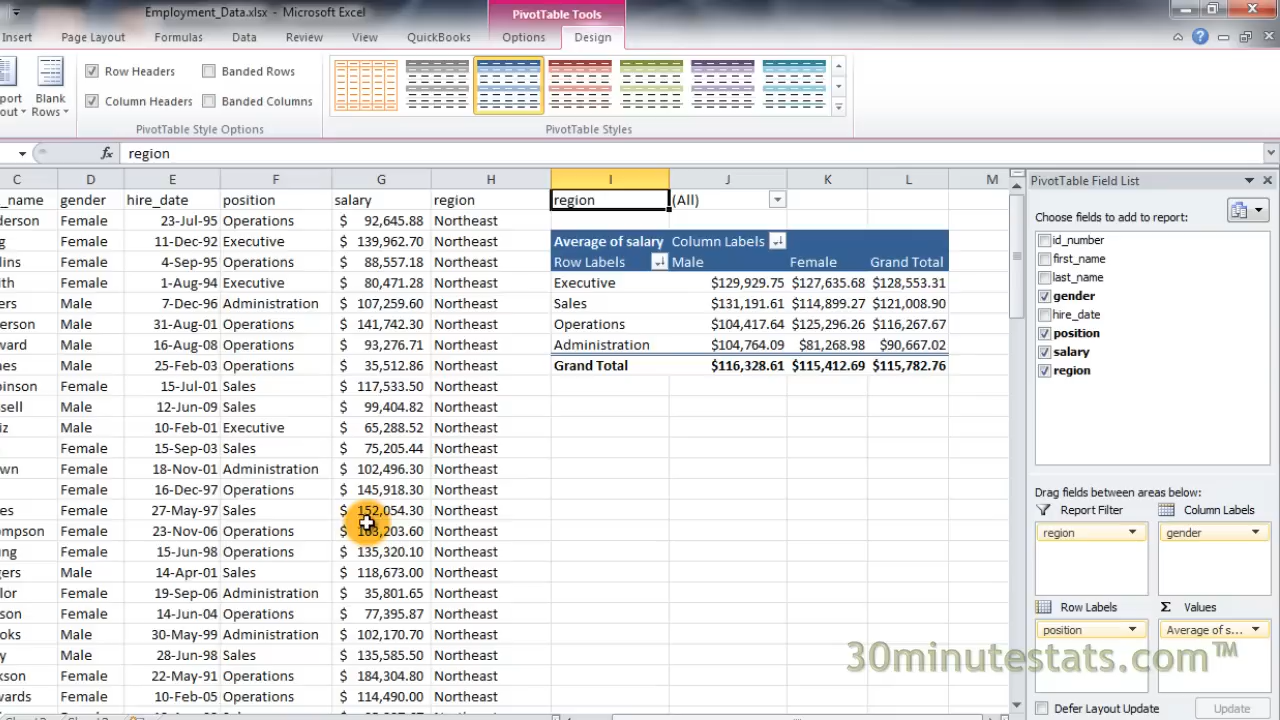 Employment_Data.xlsx - Microsoft Excel
PivotTable Tools
Insert Page Layout Formulas Data Review View QuickBooks Options Design
Row Headers Banded Rows
Blank Rows
Column Headers Banded Columns
PivotTable Style Options PivotTable Styles
fx region
C D E F G H I J K L M
_name gender hire_date position salary region region (All)
derson Female 23-Jul-95 Operations $ 92,645.88 Northeast
Female 11-Dec-92 Executive $ 139,962.70 Northeast Average of salary Column Labels
lins Female 4-Sep-95 Operations $ 88,557.18 Northeast Row Labels Male Female Grand Total
ith Female 1-Aug-94 Executive $ 80,471.28 Northeast Executive $129,929.75 $127,635.68 $128,553.31
ers Male 7-Dec-96 Administration $ 107,259.60 Northeast Sales $131,191.61 $114,899.27 $121,008.90
erson Male 31-Aug-01 Operations $ 141,742.30 Northeast Operations $104,417.64 $125,296.26 $116,267.67
ward Male 16-Aug-08 Operations $ 93,276.71 Northeast Administration $104,764.09 $81,268.98 $90,667.02
nes Female 25-Feb-03 Operations $ 35,512.86 Northeast Grand Total $116,328.61 $115,412.69 $115,782.76
binson Female 15-Jul-01 Sales $ 117,533.50 Northeast
sell Male 12-Jun-09 Sales $ 99,404.82 Northeast
iz Male 10-Feb-01 Executive $ 65,288.52 Northeast
Female 15-Sep-03 Sales $ 75,205.44 Northeast
wn Female 18-Nov-01 Administration $ 102,496.30 Northeast
Female 16-Dec-97 Operations $ 145,918.30 Northeast
es Female 27-May-97 Sales $ 152,054.30 Northeast
mpson Female 23-Nov-06 Operations $ 203.60 Northeast
ng Female 15-Jun-98 Operations $ 135,320.10 Northeast
gers Male 14-Apr-01 Sales $ 118,673.00 Northeast
lor Female 19-Sep-06 Administration $ 35,801.65 Northeast
son Female 14-Jun-04 Operations $ 77,395.87 Northeast
oks Male 30-May-99 Administration $ 102,170.70 Northeast
y Male 28-Jun-98 Sales $ 135,585.50 Northeast
kson Female 22-May-91 Operations $ 184,304.80 Northeast
wards Female 10-Feb-05 Operations $ 114,490.00 Northeast
PivotTable Field List
Choose fields to add to report:
id_number
first_name
last_name
gender
hire_date
position
salary
region
Drag fields between areas below:
Report Filter Column Labels
region gender
Row Labels Σ Values
position Average of s...
Defer Layout Update Update
30minutestats.com™